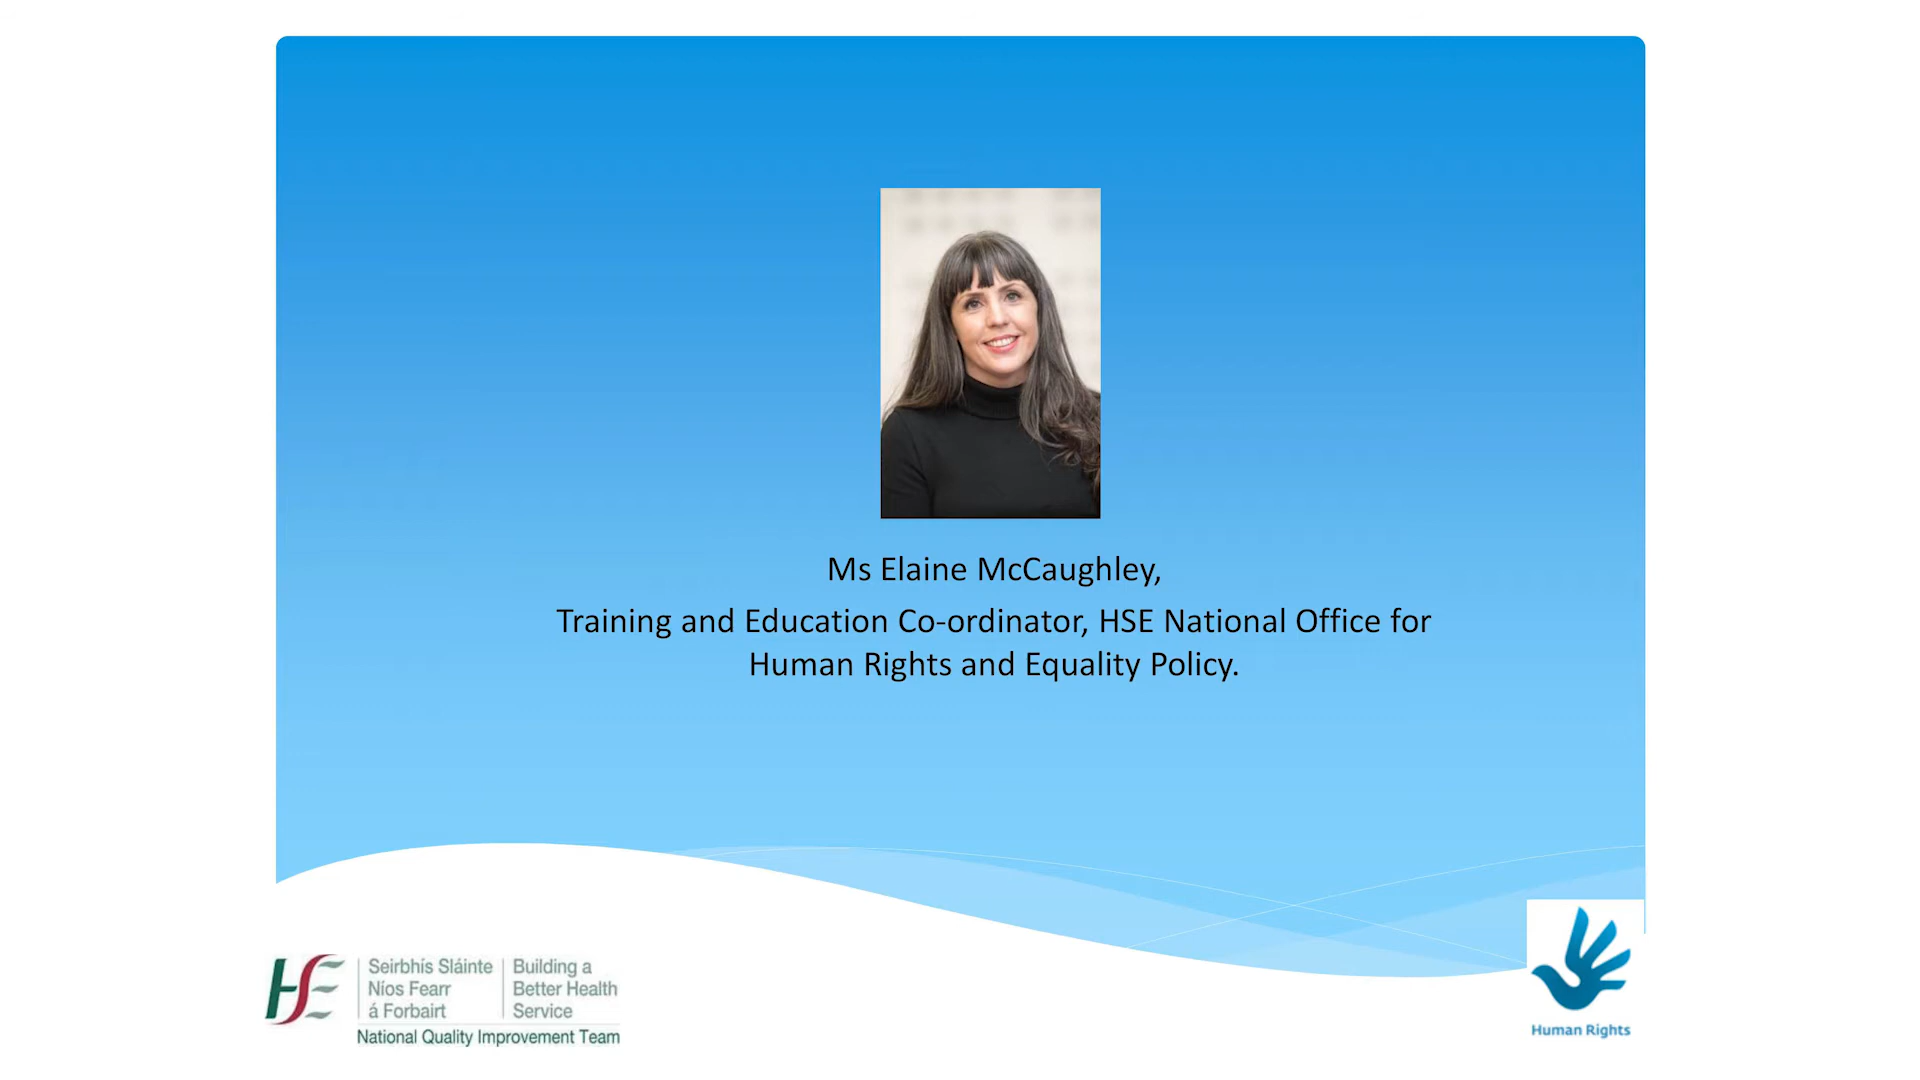 Ms Elaine McCaughley,
Training and Education Co-ordinator, HSE National Office for
Human Rights and Equality Policy.
HSE
Seirbhís Sláinte
Níos Fearr
á Forbairt
Building a
Better Health
Service
National Quality Improvement Team
Human Rights